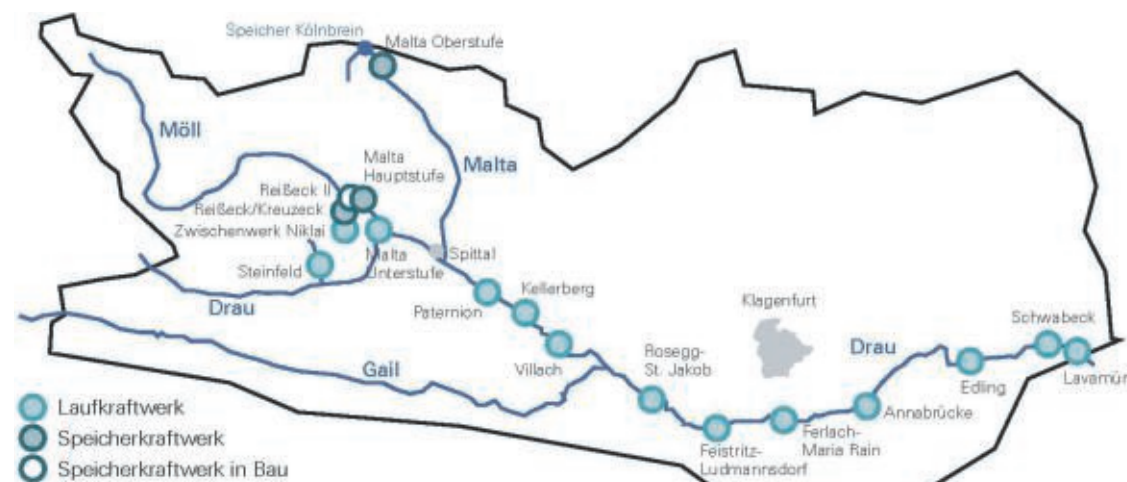 Speicher Kölnbrein
Malta Oberstufe
Möll
Malta
Hauptstufe
Malta
Reißeck II
Reißeck/Kreuzeck
Zwischenwerk Niklai
Malta
Unterstufe
Spittal
Steinfeld
Drau
Kellerberg
Paternion
Klagenfurt
Schwabeck
Gail
Villach
Rosegg-
St. Jakob
Drau
Edling
Lavamün
Annabrücke
Feistritz-
Ludmannsdorf
Ferlach-
Maria Rain
Laufkraftwerk
Speicherkraftwerk
Speicherkraftwerk in Bau